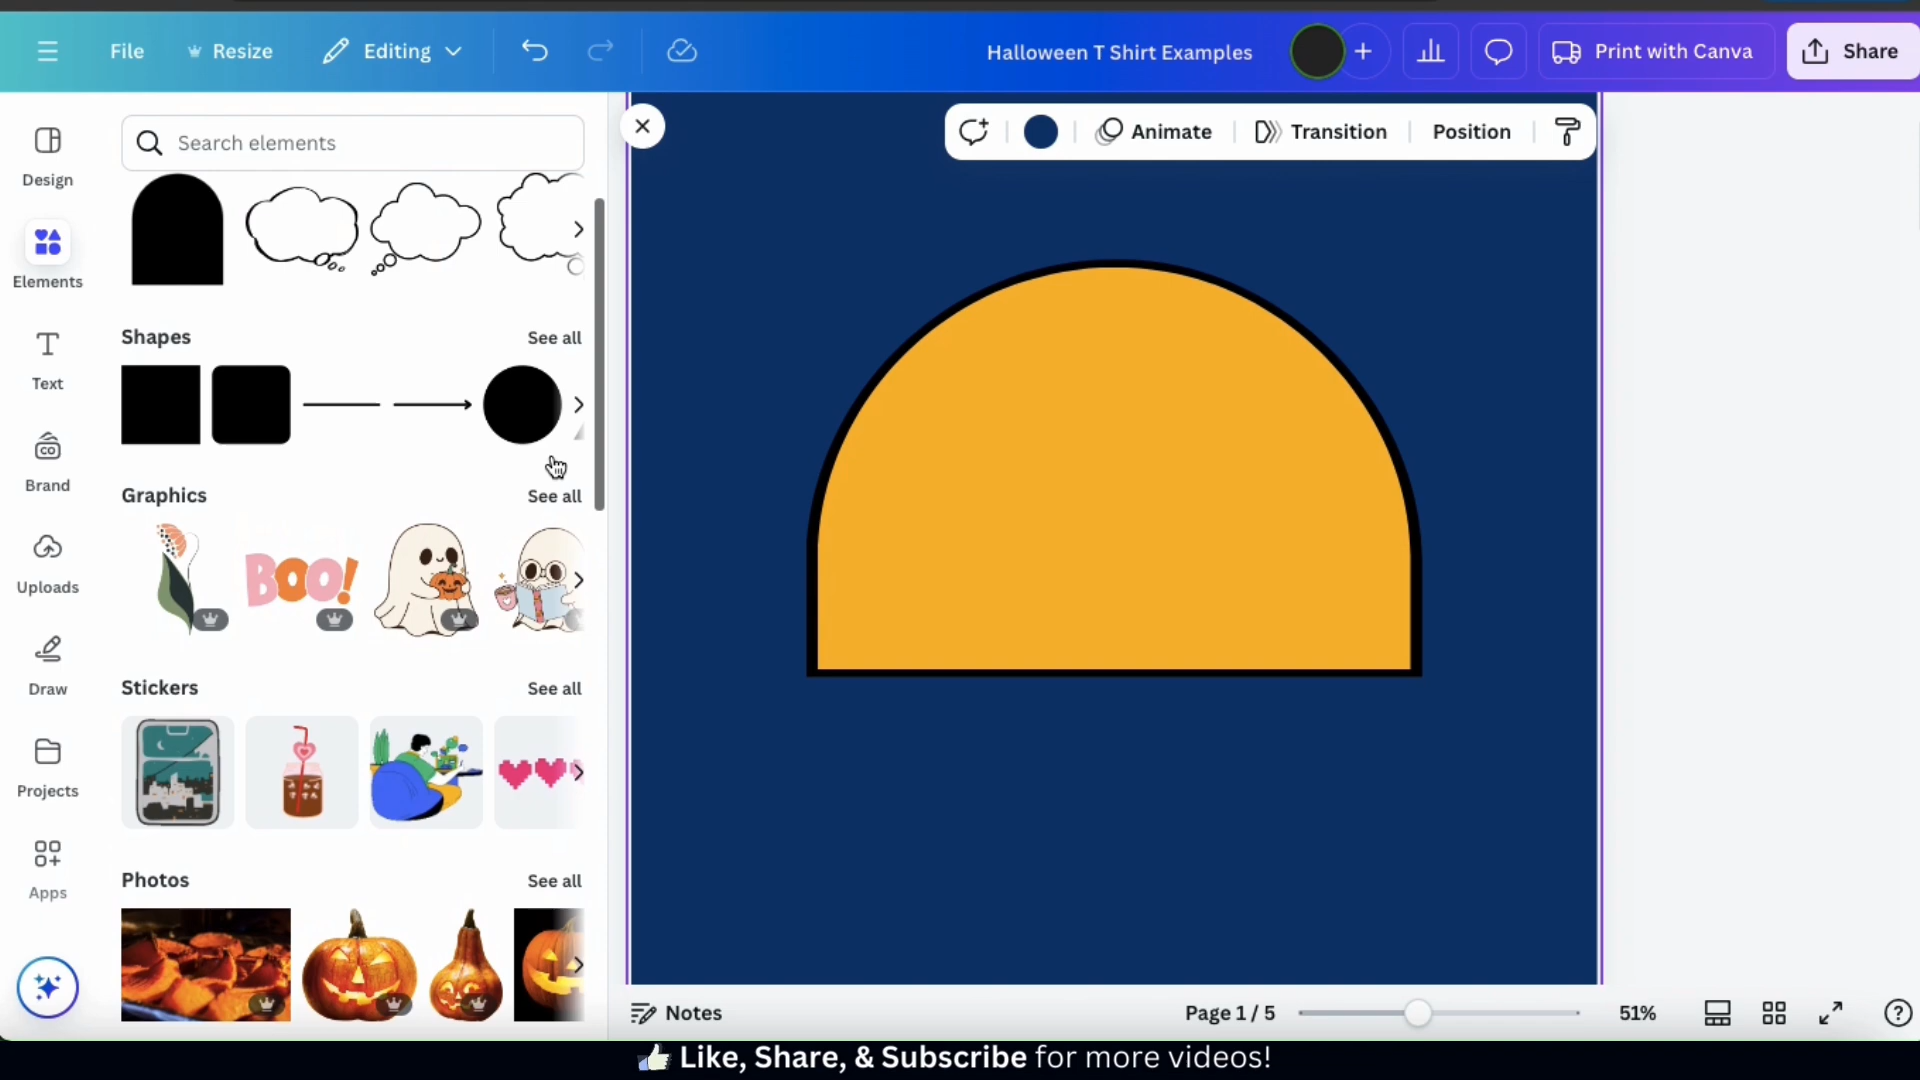 File
Resize
Editing
Halloween T Shirt Examples
Print with Canva
Share
Design
Elements
Text
Brand
Uploads
Draw
Projects
Apps
Search elements
Shapes
See all
Graphics
See all
BOO!
Stickers
See all
Photos
See all
Animate
Transition
Position
Notes
Page 1 / 5
51%
Like, Share, & Subscribe for more videos!